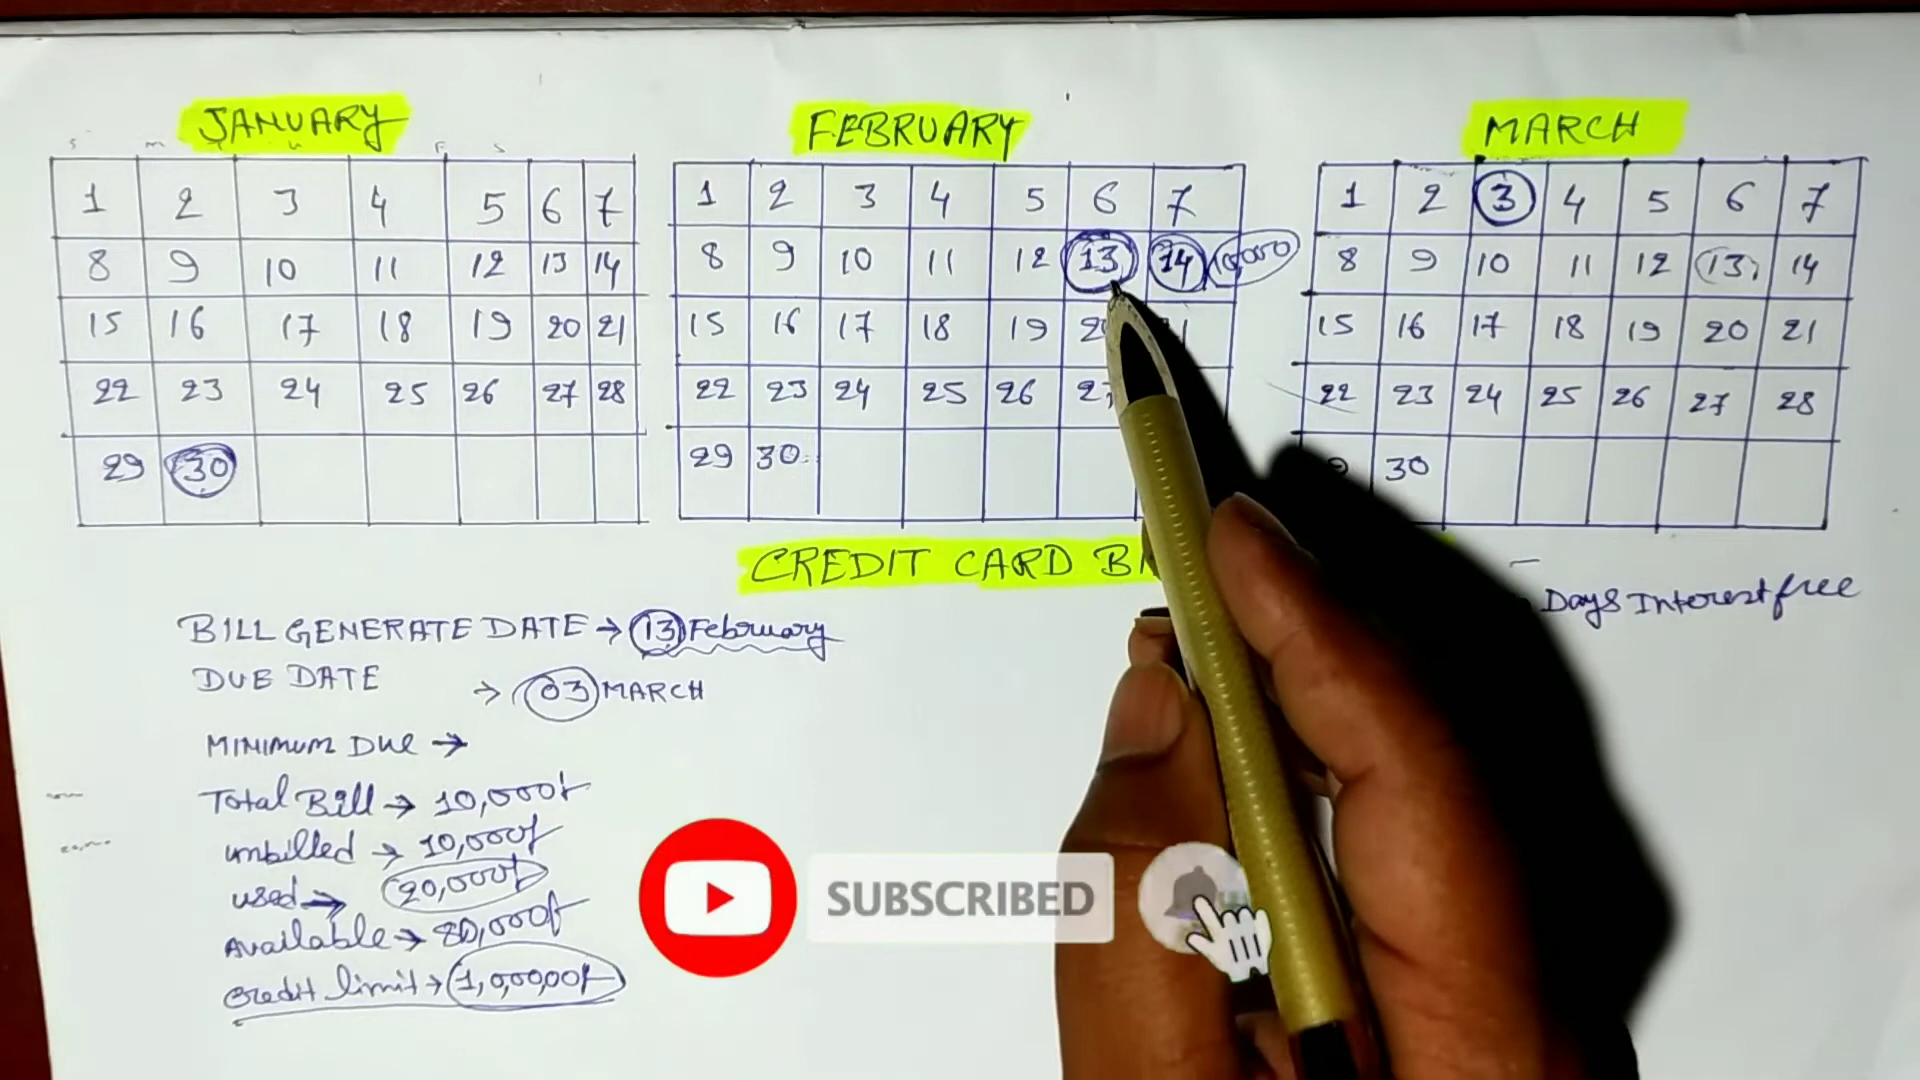 JANUARY
FEBRUARY
MARCH
1 2 3 4 5 6 7
8 9 10 11 12 13 14
15 16 17 18 19 20 21
22 23 24 25 26 27 28
29 30
1 2 3 4 5 6 7
8 9 10 11 12 13 14 10,000
15 16 17 18 19
22 23 24 25 26
29 30
1 2 3 4 5 6 7
8 9 10 11 12 13 14
15 16 17 18 19 20 21
22 23 24 25 26 27 28
30
CREDIT CARD
Days Interest free
BILL GENERATE DATE → 13 February
DUE DATE → 03 MARCH
MINIMUM DUE →
Total Bill → 10,000/-
unbilled → 10,000/-
used → 20,000/-
Available → 80,000/-
credit limit → 1,00,000/-
SUBSCRIBED